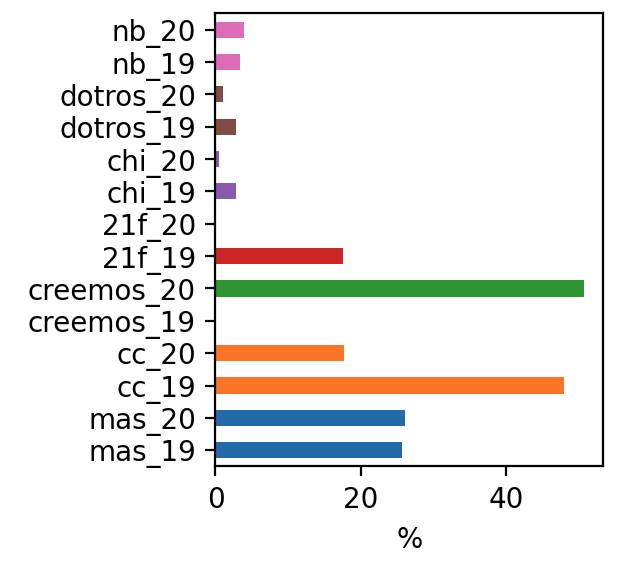 nb_20
nb_19
dotros_20
dotros_19
chi_20
chi_19
21f_20
21f_19
creemos_20
creemos_19
cc_20
cc_19
mas_20
mas_19
0 20 40
%